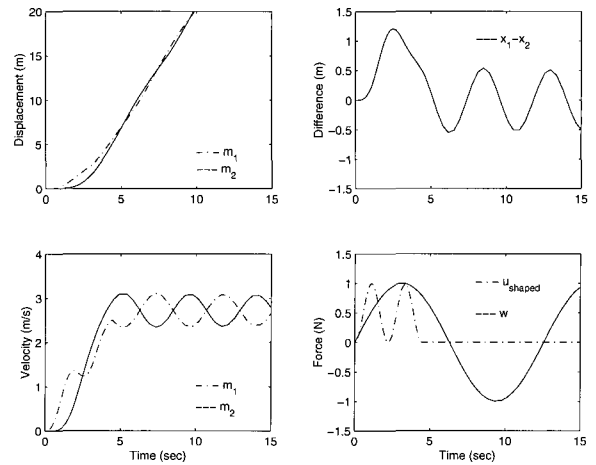 Displacement (m)
20
15
10
5
0
0 5 10 15
m1
m2
Difference (m)
1.5
1
0.5
0
−0.5
−1
−1.5
0 5 10 15
x1−x2
Velocity (m/s)
4
3
2
1
0
0 5 10 15
Time (sec)
m1
m2
Force (N)
1.5
1
0.5
0
−0.5
−1
−1.5
0 5 10 15
Time (sec)
ushaped
w